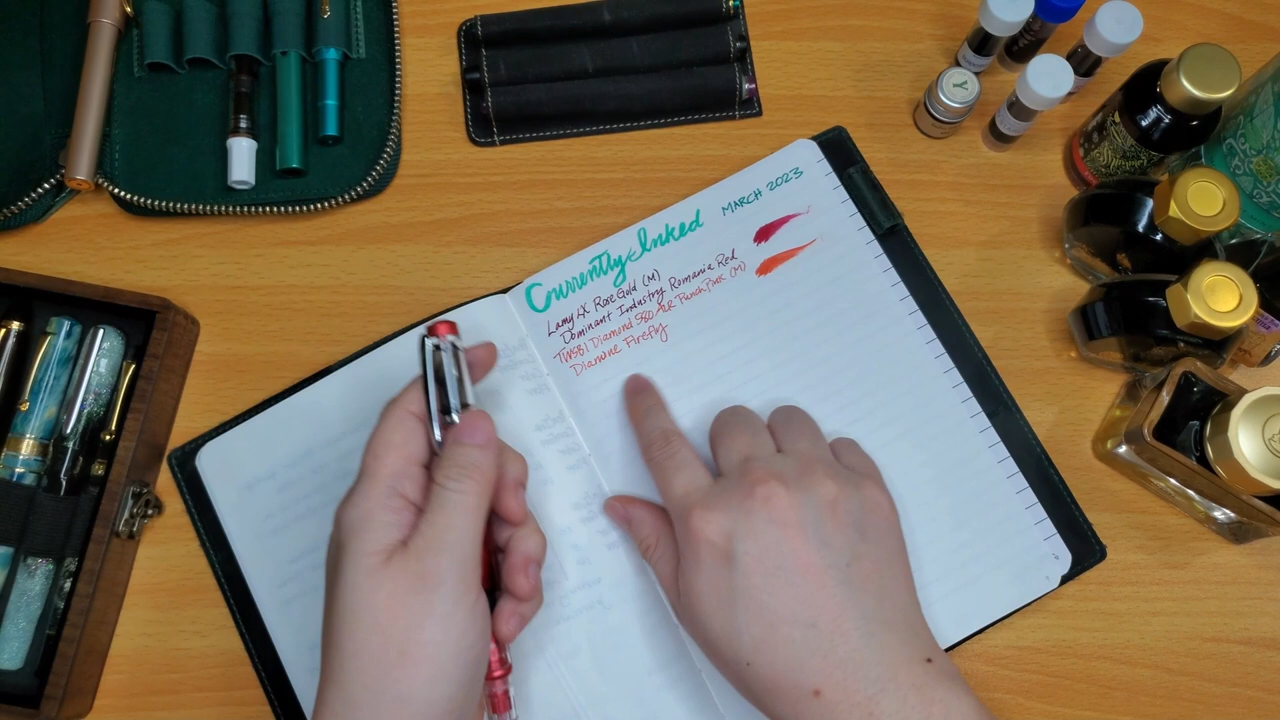 Currently Inked MARCH 2023
Lamy LX Rose Gold (M)
Dominant Industry Romania Red
TWSBI Diamond 580 ALR Punch Pink (M)
Diamine Firefly
Y